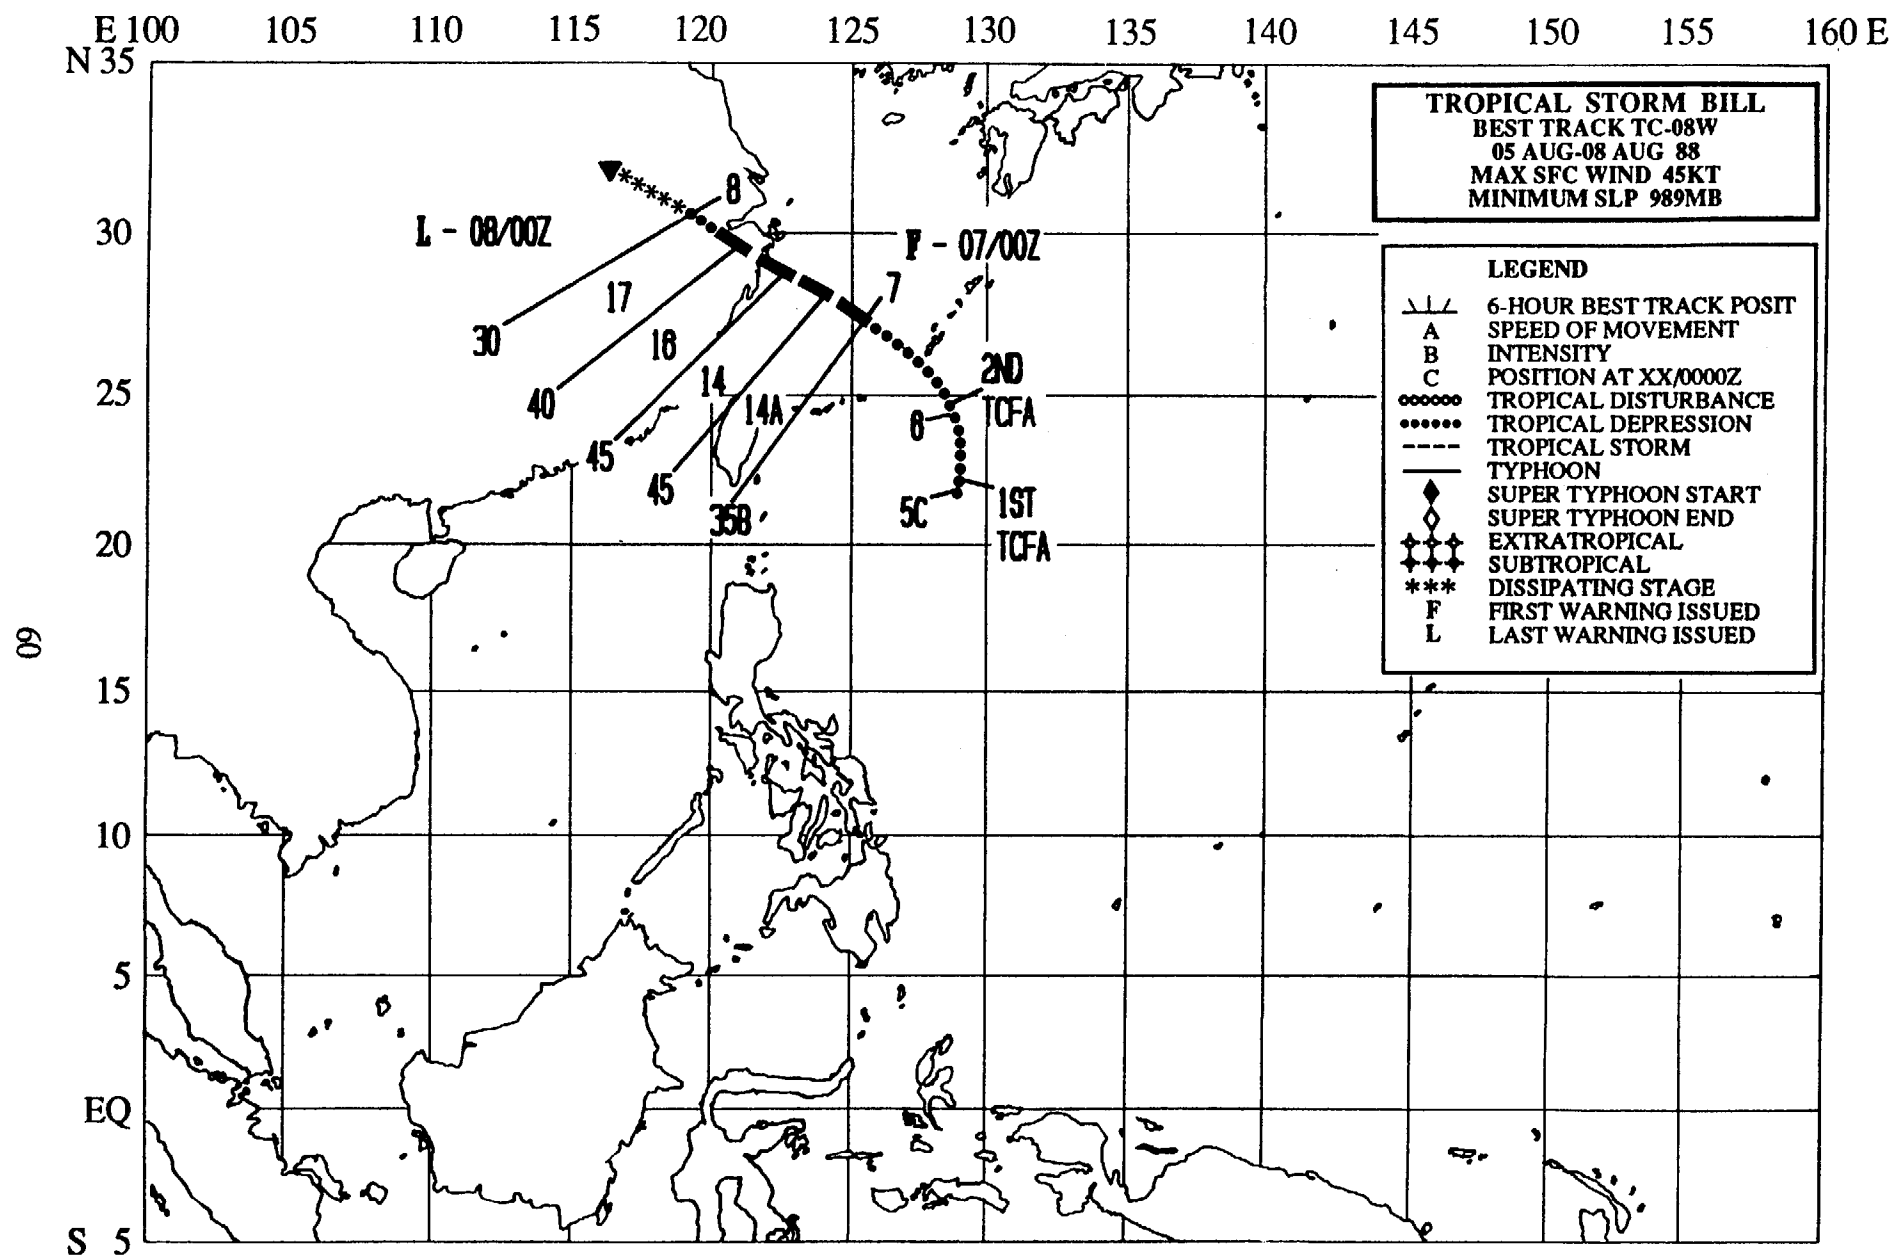 E 100 105 110 115 120 125 130 135 140 145 150 155 160 E
N 35
TROPICAL STORM BILL
BEST TRACK TC-08W
05 AUG-08 AUG 88
MAX SFC WIND 45KT
MINIMUM SLP 989MB
8
30
L - 08/00Z
F - 07/00Z
LEGEND
6-HOUR BEST TRACK POSIT
A SPEED OF MOVEMENT
B INTENSITY
C POSITION AT XX/0000Z
TROPICAL DISTURBANCE
TROPICAL DEPRESSION
TROPICAL STORM
TYPHOON
SUPER TYPHOON START
SUPER TYPHOON END
EXTRATROPICAL
SUBTROPICAL
*** DISSIPATING STAGE
F FIRST WARNING ISSUED
L LAST WARNING ISSUED
7
17
30
16
14
2ND
TCFA
25
40
14A
6
45
45
35B
5C
1ST
TCFA
20
60
15
10
5
EQ
S 5